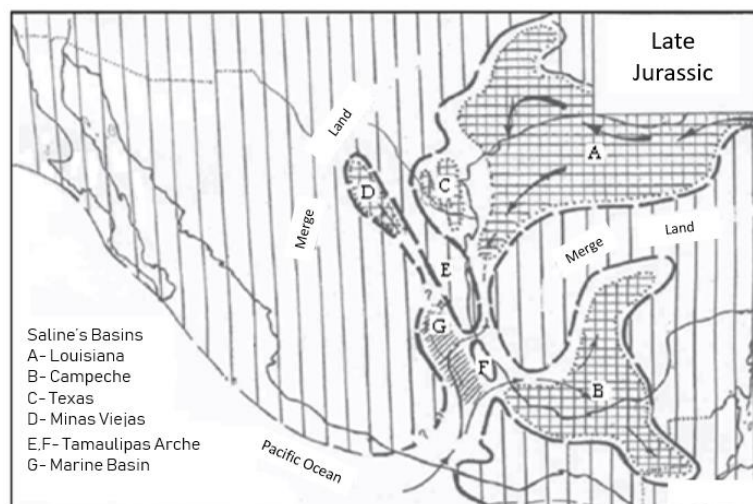 Late
Jurassic
Land
Merge
A
C
D
Land
Merge
E
G
F
B
Saline's Basins
A- Louisiana
B- Campeche
C- Texas
D- Minas Viejas
E,F- Tamaulipas Arche
G- Marine Basin
Pacific Ocean
?
?